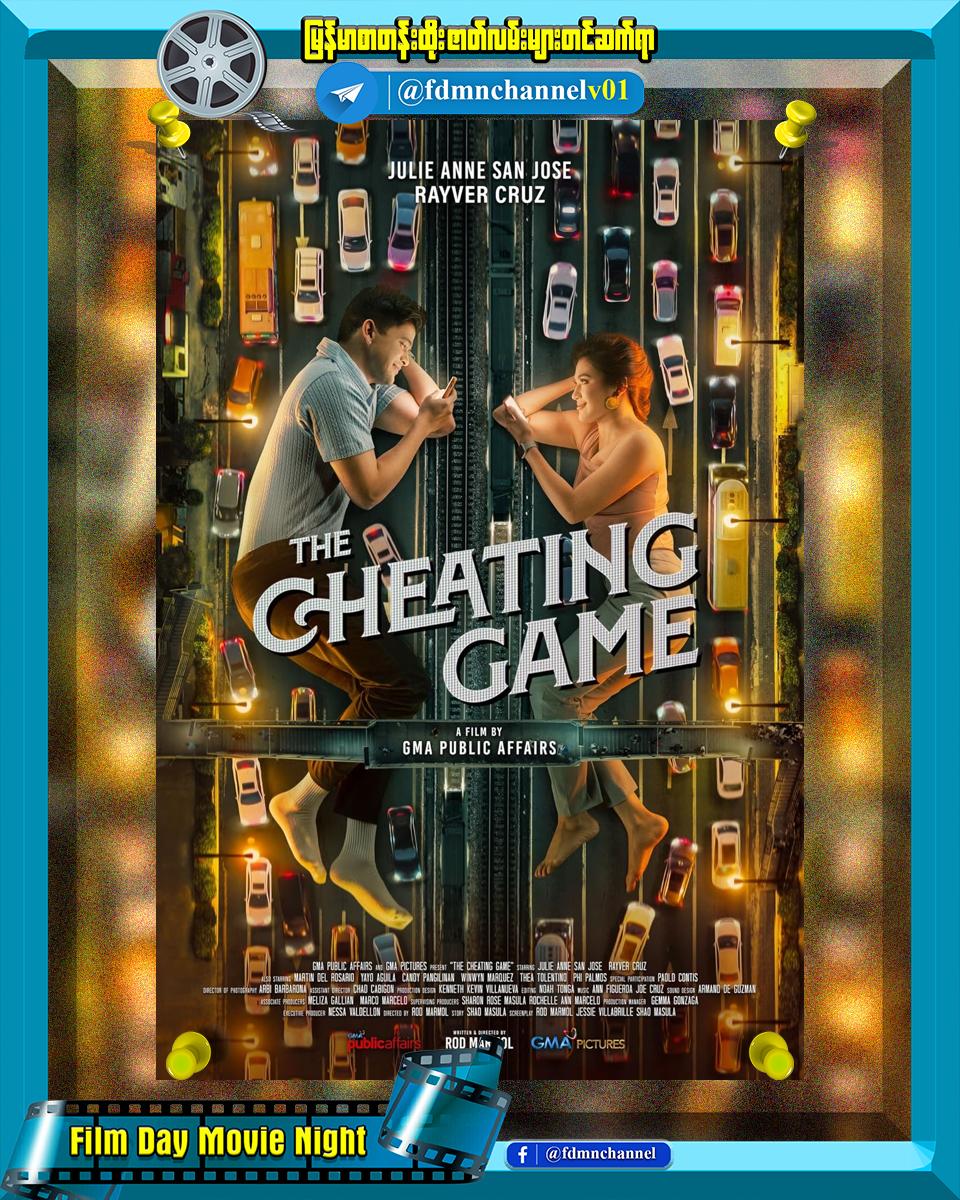 မြန်မာစာတန်းထိုးဇာတ်လမ်းများတင်ဆက်ရာ
@fdmnchannelv01
JULIE ANNE SAN JOSE
RAYVER CRUZ
THE
CHEATING
GAME
A FILM BY
GMA PUBLIC AFFAIRS
GMA PUBLIC AFFAIRS AND GMA PICTURES PRESENT "THE CHEATING GAME" STARRING JULIE ANNE SAN JOSE RAYVER CRUZ
ALSO STARRING MARTIN DEL ROSARIO YAYO AGUILA CANDY PANGILINAN WINWYN MARQUEZ THEA TOLENTINO PHI PALMOS SPECIAL PARTICIPATION PAOLO CONTIS
DIRECTOR OF PHOTOGRAPHY ARBI BARBARONA ASSISTANT DIRECTOR CHAD CABIGON PRODUCTION DESIGN KENNETH KEVIN VILLANUEVA EDITING NOAH TONGA MUSIC ANN FIGUEROA JOE CRUZ SOUND DESIGN ARMAND DE GUZMAN
ASSOCIATE PRODUCERS MELIZA GALLIAN MARCO MARCELO SUPERVISING PRODUCERS SHARON ROSE MASULA ROCHELLE ANN MARCELO PRODUCTION MANAGER GEMMA GONZAGA
EXECUTIVE PRODUCER NESSA VALDELLON DIRECTED BY ROD MARMOL STORY SHAO MASULA SCREENPLAY ROD MARMOL JESSIE VILLABRILLE SHAO MASULA
GMA publicaffairs
WRITTEN & DIRECTED BY
ROD MARMOL
GMA PICTURES
Film Day Movie Night
@fdmnchannel